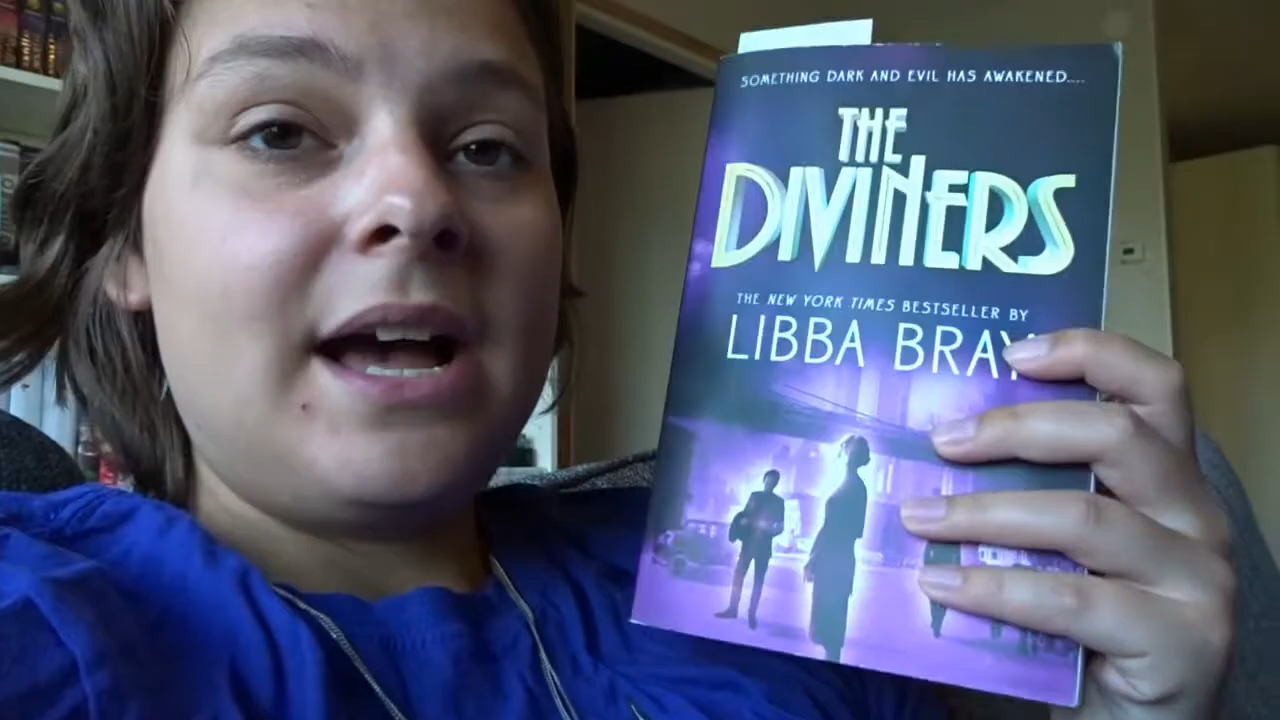 SOMETHING DARK AND EVIL HAS AWAKENED....
THE
DIVINERS
THE NEW YORK TIMES BESTSELLER BY
LIBBA BRAY